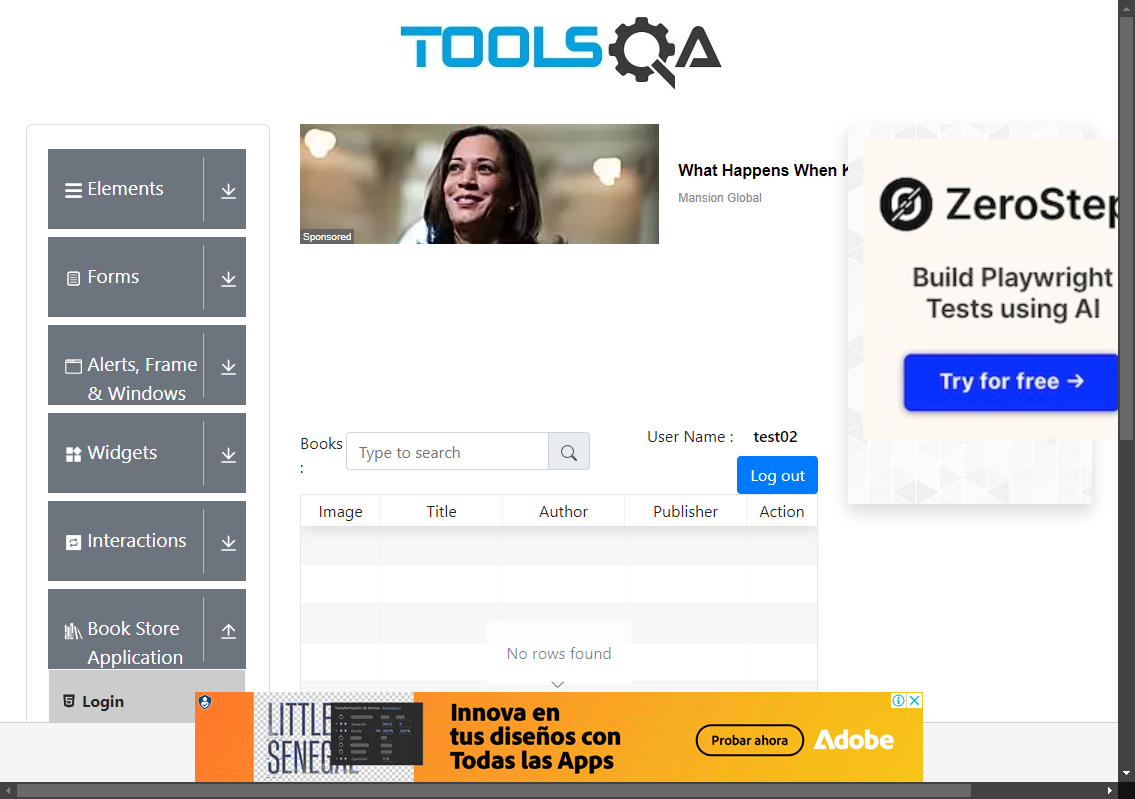 TOOLSQA
Elements
Forms
Alerts, Frame
& Windows
Widgets
Interactions
Book Store
Application
Login
Sponsored
What Happens When K
Mansion Global
ZeroStep
Build Playwright
Tests using AI
Try for free →
Books
:
Type to search
User Name : test02
Log out
Image Title Author Publisher Action
No rows found
LITTLE
SENEGAL
Innova en
tus diseños con
Todas las Apps
Probar ahora
Adobe